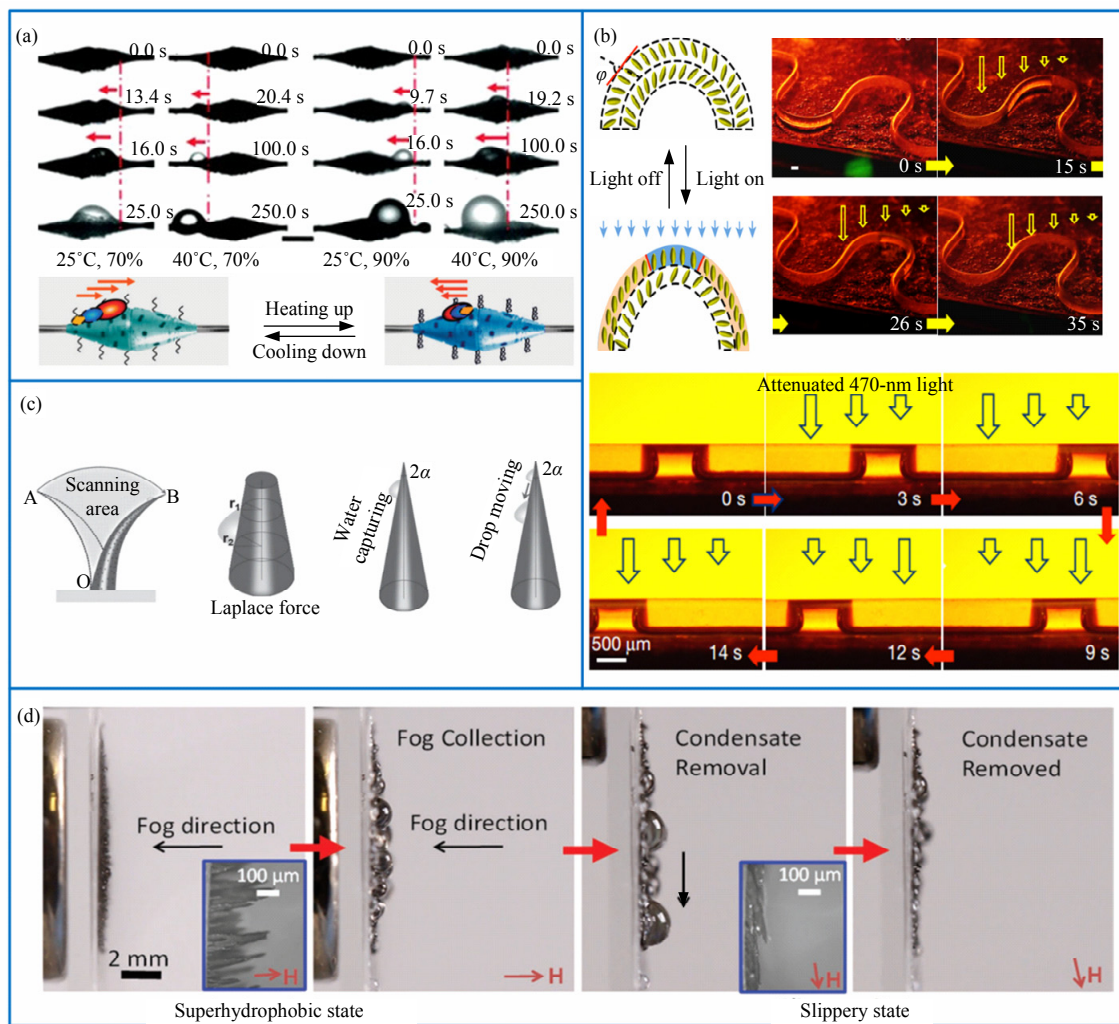 (a)
0.0 s 0.0 s 0.0 s 0.0 s
13.4 s 20.4 s 9.7 s 19.2 s
16.0 s 100.0 s 16.0 s 100.0 s
25.0 s 250.0 s 25.0 s 250.0 s
25°C, 70% 40°C, 70% 25°C, 90% 40°C, 90%
Heating up
Cooling down
(b)
φ
Light off Light on
0 s 15 s
26 s 35 s
Attenuated 470-nm light
0 s 3 s 6 s
500 µm
14 s 12 s 9 s
(c)
Scanning
area
A B
O
r1
r2
Laplace force
2α
Water
capturing
2α
Drop moving
(d)
Fog direction
100 µm
H
2 mm
Fog Collection
Fog direction
H
Condensate
Removal
100 µm
H
Condensate
Removed
H
Superhydrophobic state Slippery state